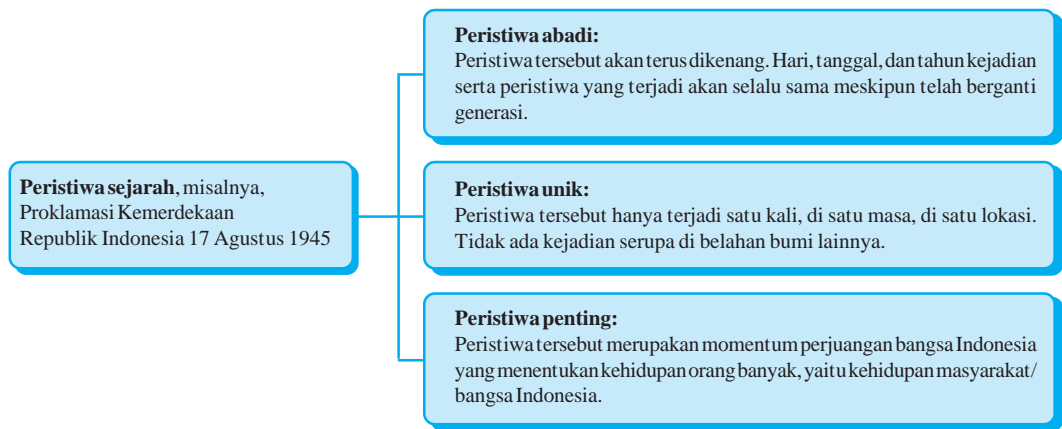 Peristiwa abadi:
Peristiwa tersebut akan terus dikenang. Hari, tanggal, dan tahun kejadian
serta peristiwa yang terjadi akan selalu sama meskipun telah berganti
generasi.
Peristiwa sejarah, misalnya,
Proklamasi Kemerdekaan
Republik Indonesia 17 Agustus 1945
Peristiwa unik:
Peristiwa tersebut hanya terjadi satu kali, di satu masa, di satu lokasi.
Tidak ada kejadian serupa di belahan bumi lainnya.
Peristiwa penting:
Peristiwa tersebut merupakan momentum perjuangan bangsa Indonesia
yang menentukan kehidupan orang banyak, yaitu kehidupan masyarakat/
bangsa Indonesia.